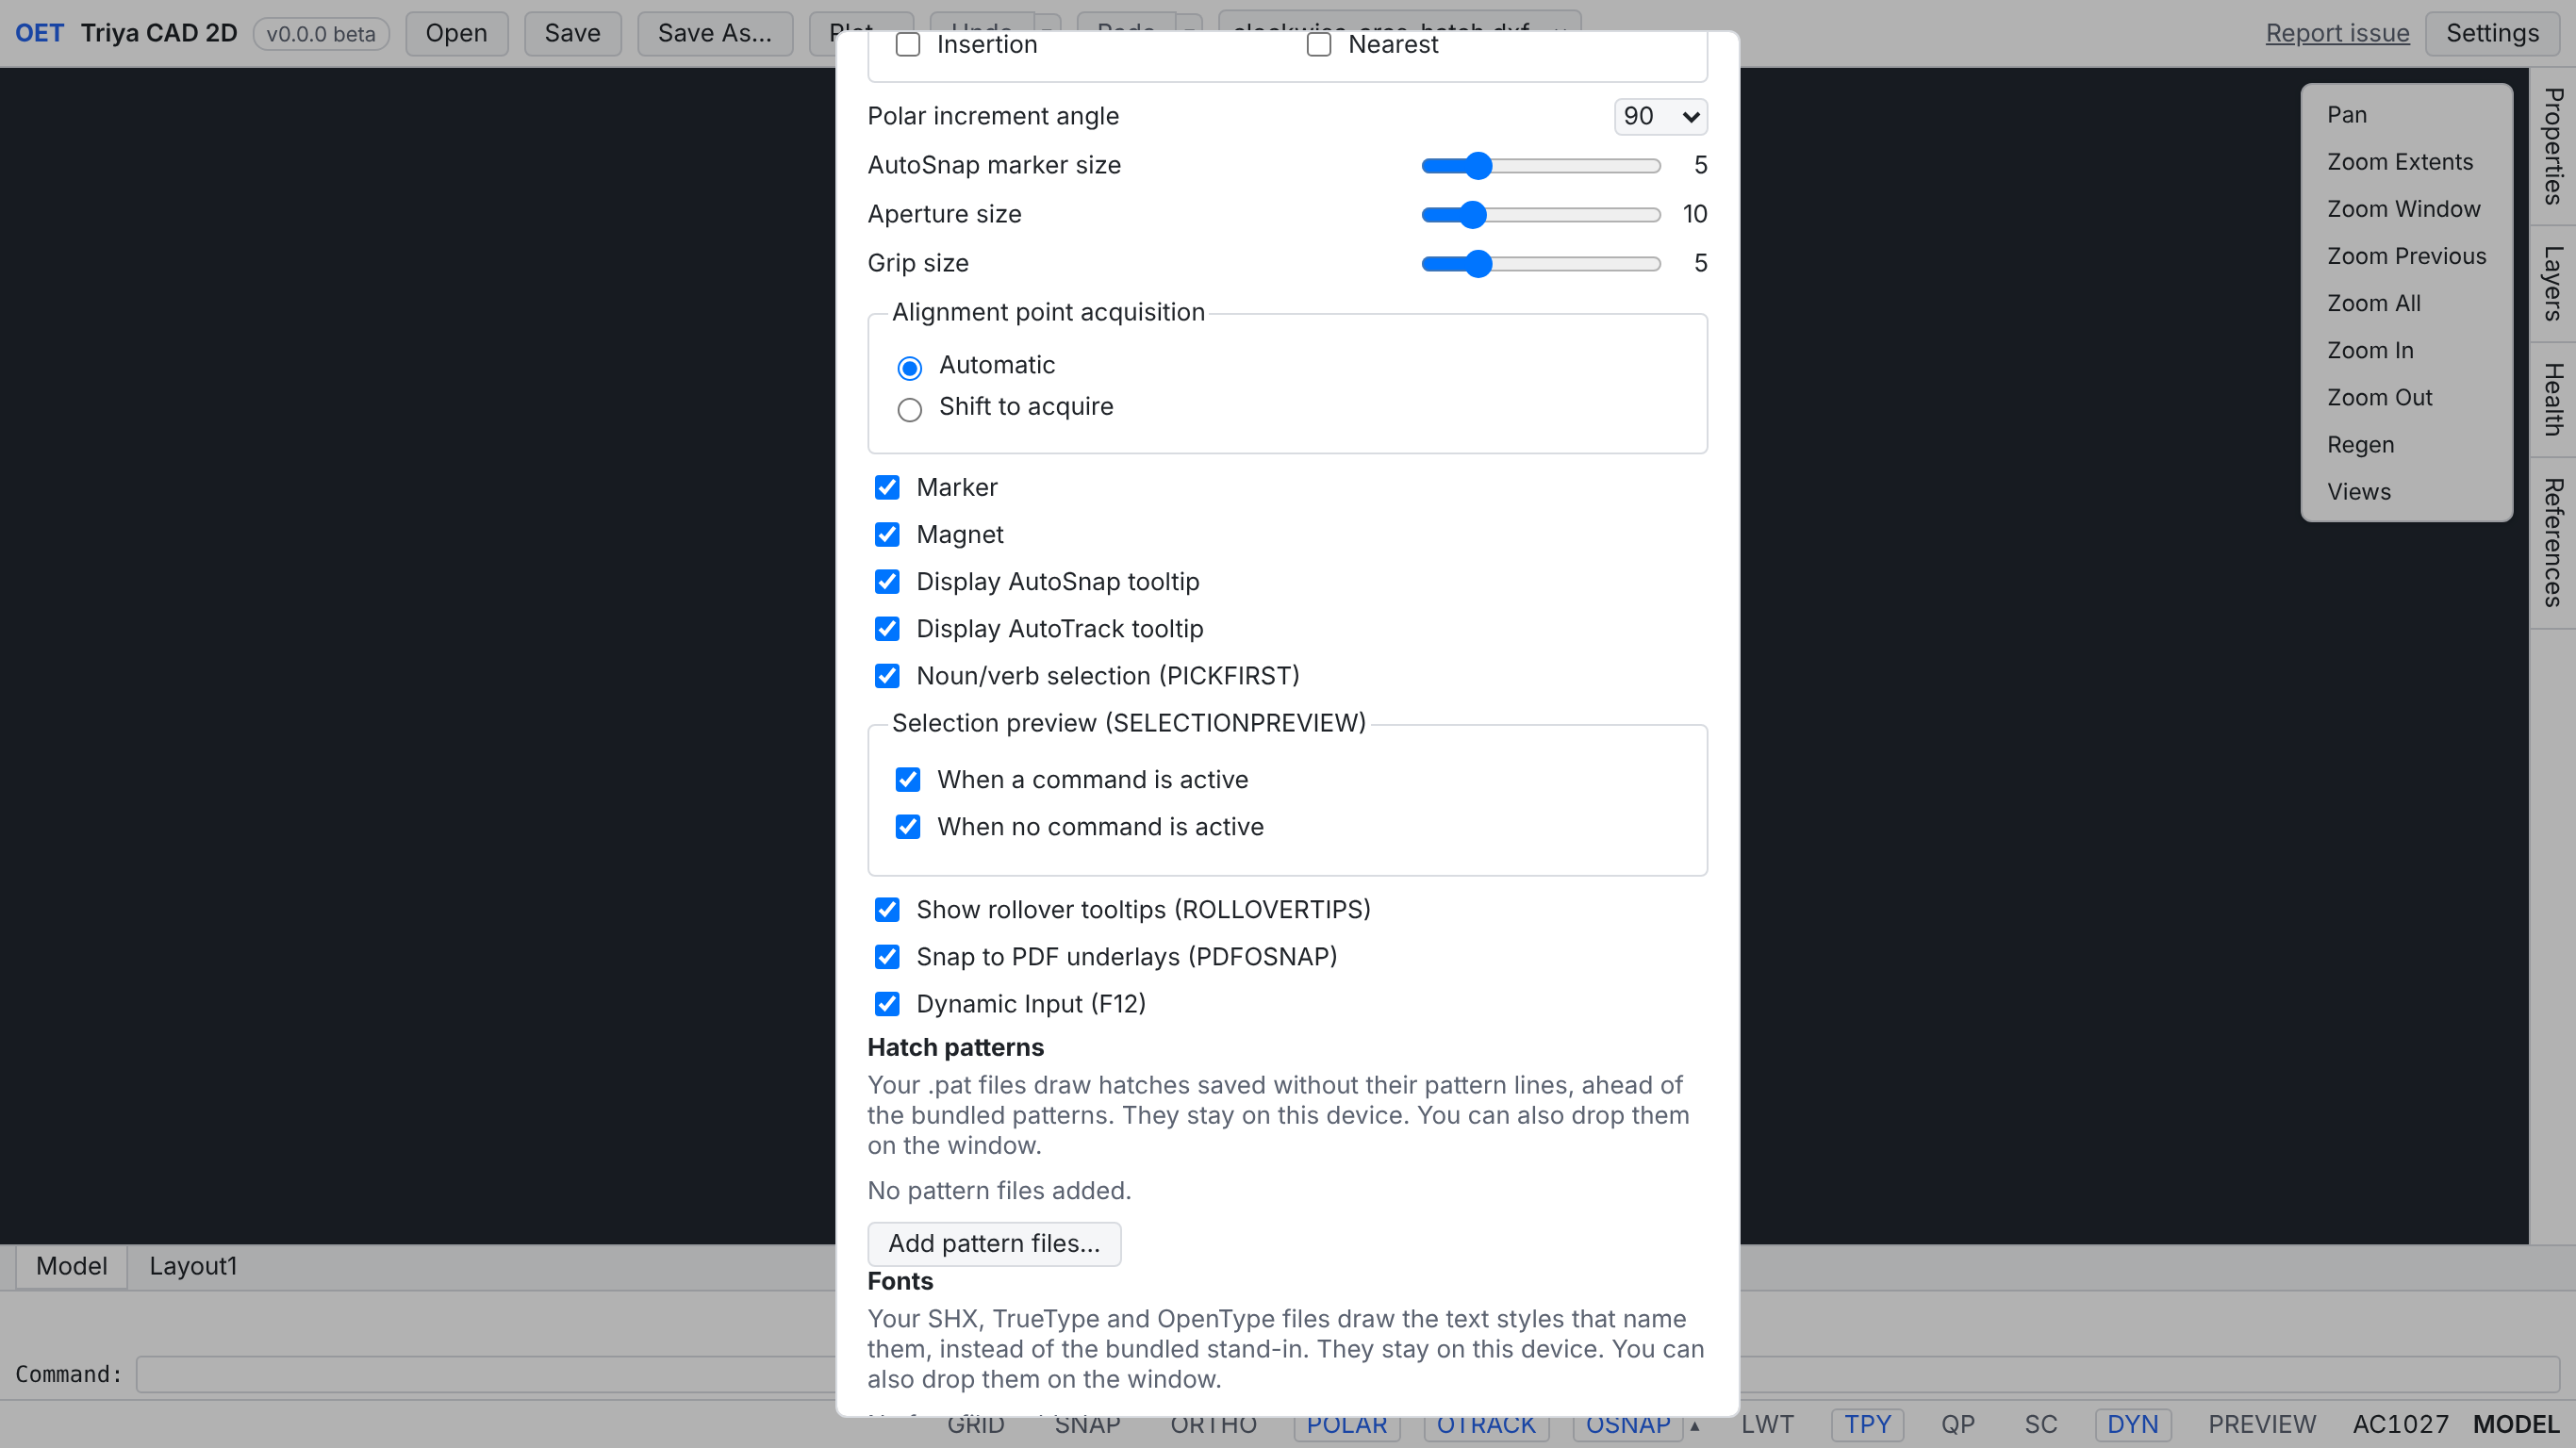 OET Triya CAD 2D v0.0.0 beta Open Save Save As... Plot... Undo Redo clockwise_arcs_hatch.dxf Report issue Settings
Insertion Nearest
Polar increment angle 90
AutoSnap marker size 5
Aperture size 10
Grip size 5
Alignment point acquisition
Automatic
Shift to acquire
Marker
Magnet
Display AutoSnap tooltip
Display AutoTrack tooltip
Noun/verb selection (PICKFIRST)
Selection preview (SELECTIONPREVIEW)
When a command is active
When no command is active
Show rollover tooltips (ROLLOVERTIPS)
Snap to PDF underlays (PDFOSNAP)
Dynamic Input (F12)
Hatch patterns
Your .pat files draw hatches saved without their pattern lines, ahead of
the bundled patterns. They stay on this device. You can also drop them
on the window.
No pattern files added.
Add pattern files...
Fonts
Your SHX, TrueType and OpenType files draw the text styles that name
them, instead of the bundled stand-in. They stay on this device. You can
also drop them on the window.
Pan
Zoom Extents
Zoom Window
Zoom Previous
Zoom All
Zoom In
Zoom Out
Regen
Views
Properties
Layers
Health
References
Model Layout1
Command:
GRID SNAP ORTHO POLAR OTRACK OSNAP LWT TPY QP SC DYN PREVIEW AC1027 MODEL